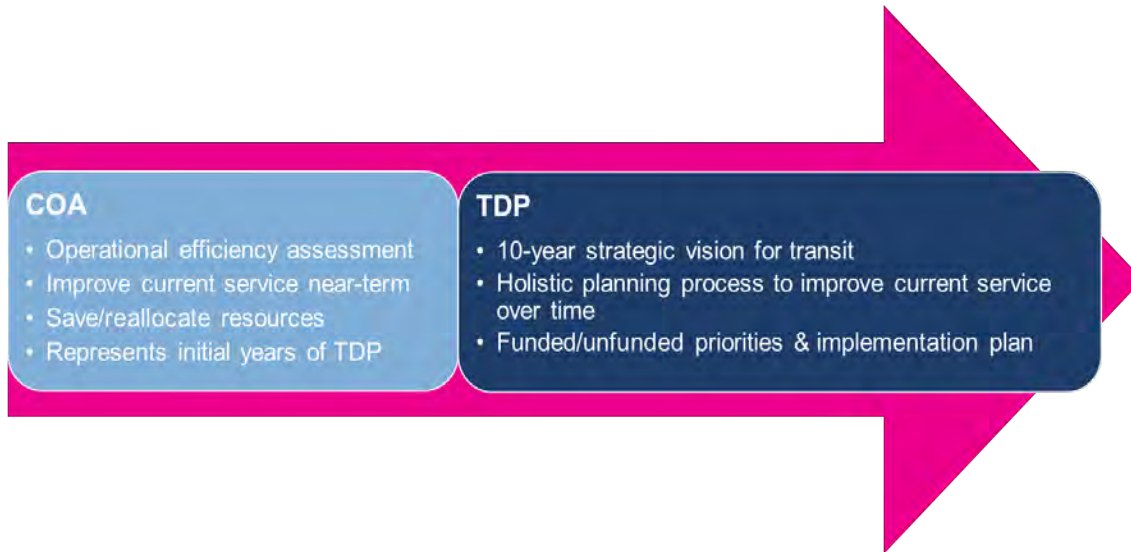 COA
• Operational efficiency assessment
• Improve current service near-term
• Save/reallocate resources
• Represents initial years of TDP
TDP
• 10-year strategic vision for transit
• Holistic planning process to improve current service
over time
• Funded/unfunded priorities & implementation plan